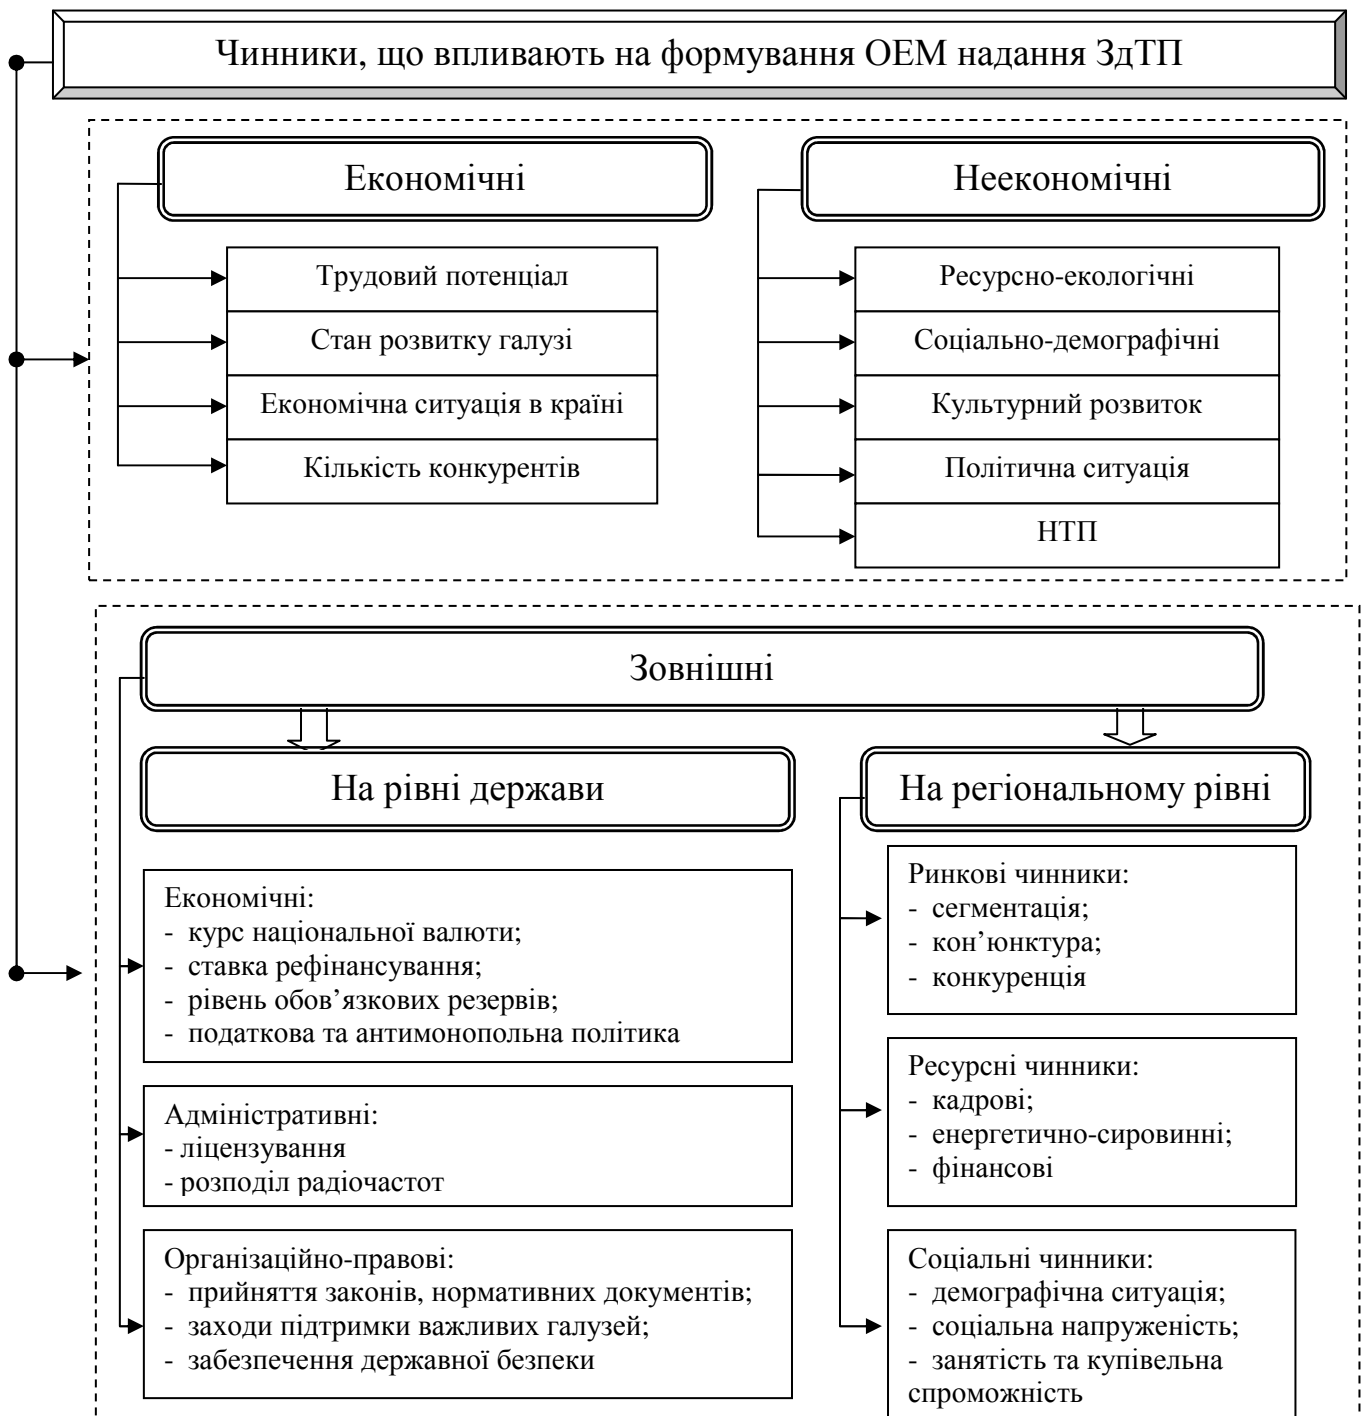 Чинники, що впливають на формування ОЕМ надання ЗдТП
Економічні
Трудовий потенціал
Стан розвитку галузі
Економічна ситуація в країні
Кількість конкурентів
Неекономічні
Ресурсно-екологічні
Соціально-демографічні
Культурний розвиток
Політична ситуація
НТП
Зовнішні
На рівні держави
Економічні:
- курс національної валюти;
- ставка рефінансування;
- рівень обов’язкових резервів;
- податкова та антимонопольна політика
Адміністративні:
- ліцензування
- розподіл радіочастот
Організаційно-правові:
- прийняття законів, нормативних документів;
- заходи підтримки важливих галузей;
- забезпечення державної безпеки
На регіональному рівні
Ринкові чинники:
- сегментація;
- кон’юнктура;
- конкуренція
Ресурсні чинники:
- кадрові;
- енергетично-сировинні;
- фінансові
Соціальні чинники:
- демографічна ситуація;
- соціальна напруженість;
- занятість та купівельна
спроможність